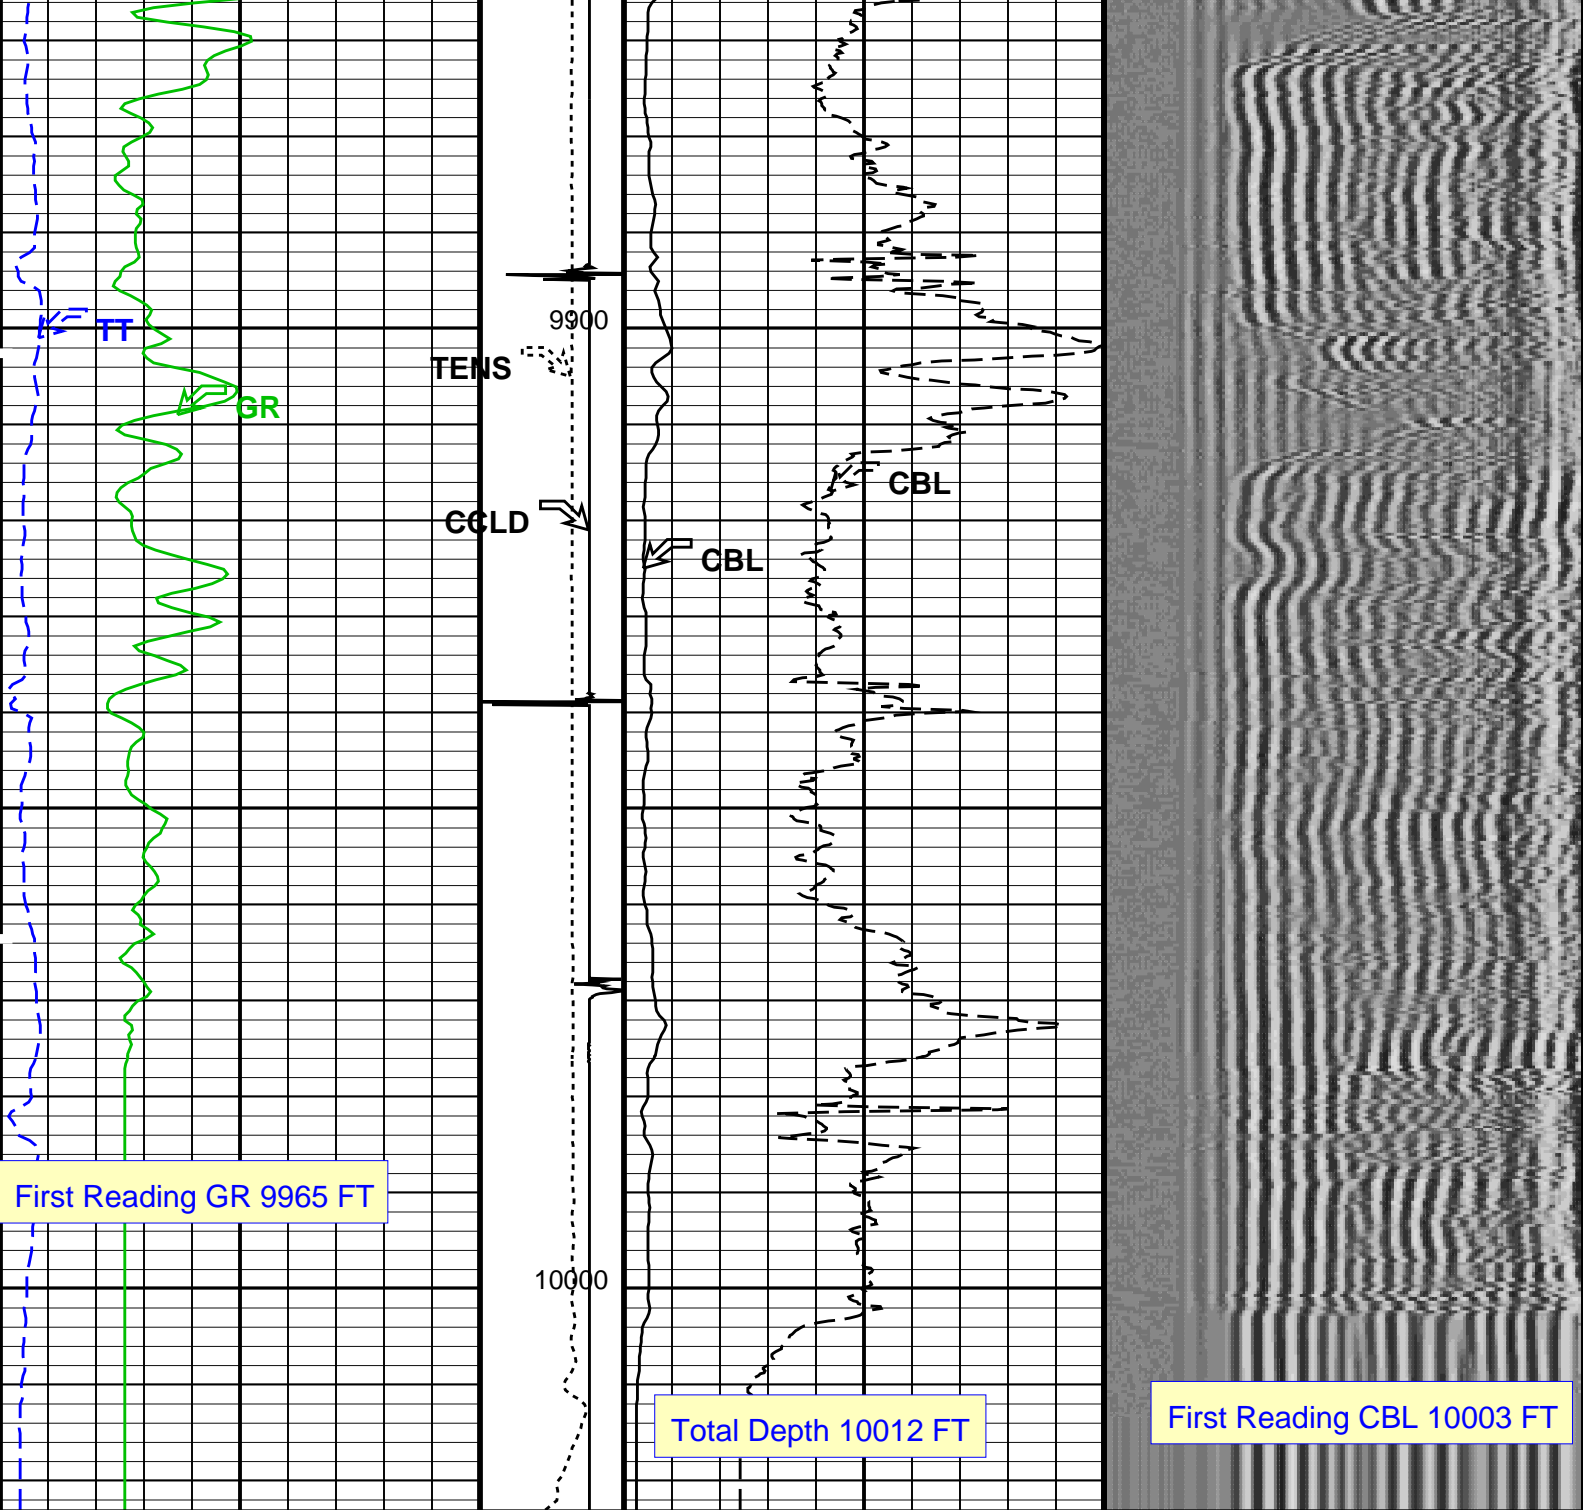 9900
TT
TENS
GR
CBL
CCLD
CBL
First Reading GR 9965 FT
10000
Total Depth 10012 FT
First Reading CBL 10003 FT